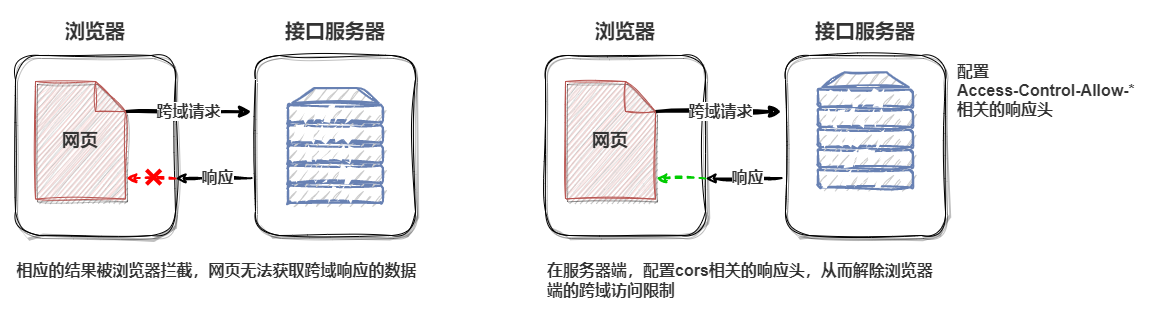 浏览器
接口服务器
网页
跨域请求
响应
相应的结果被浏览器拦截，网页无法获取跨域响应的数据
浏览器
接口服务器
网页
跨域请求
响应
配置
Access-Control-Allow-*
相关的响应头
在服务器端，配置cors相关的响应头，从而解除浏览器
端的跨域访问限制